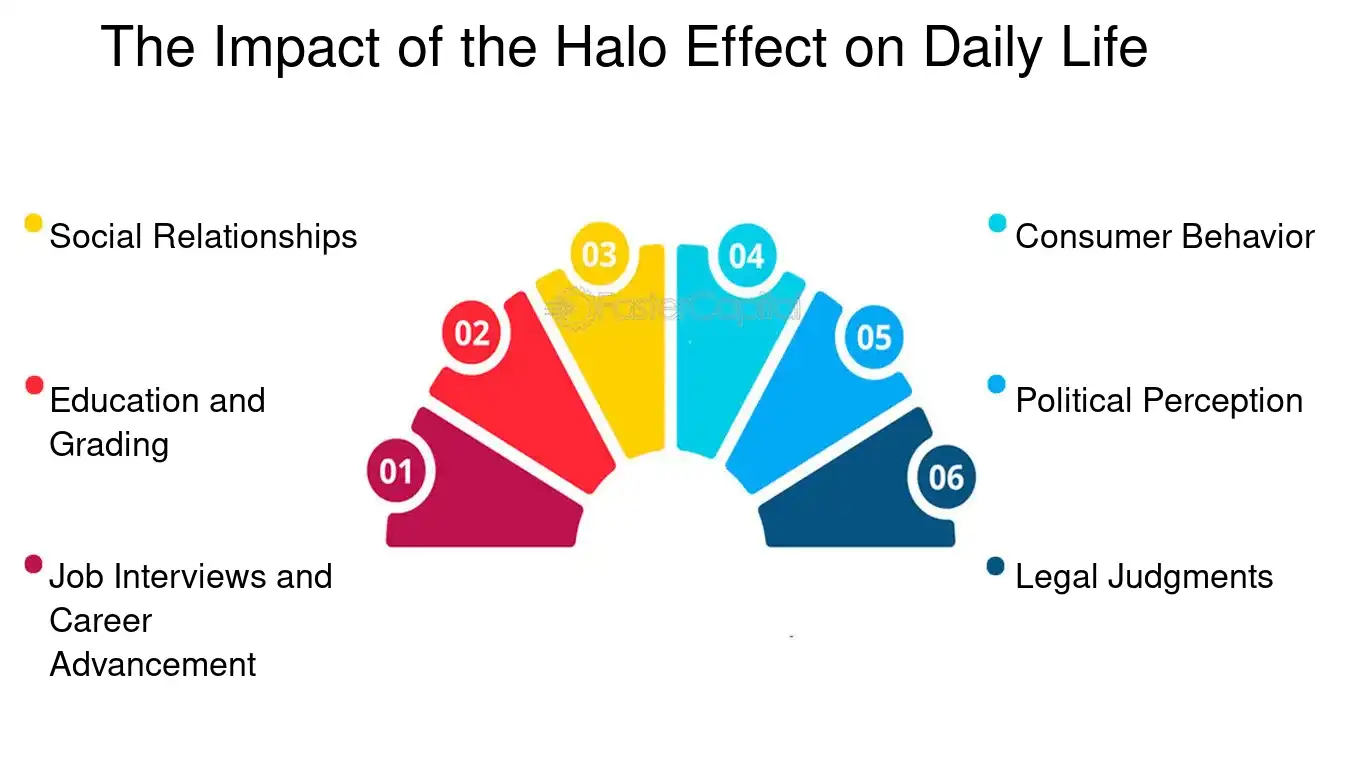 The Impact of the Halo Effect on Daily Life
Social Relationships
Education and
Grading
Job Interviews and
Career
Advancement
03
04
02
05
01
06
FasterCapital
Consumer Behavior
Political Perception
Legal Judgments